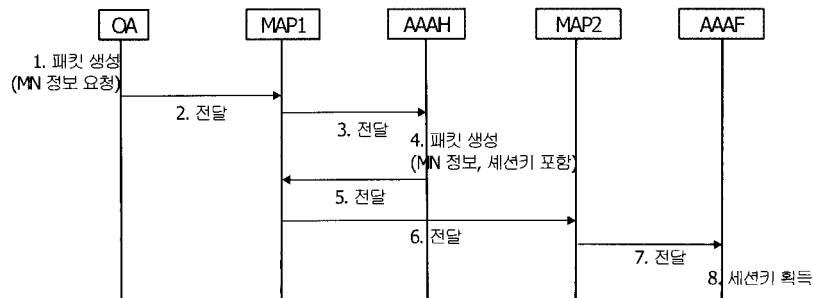 OA MAP1 AAAH MAP2 AAAF
1. 패킷 생성
(MN 정보 요청)
2. 전달
3. 전달
4. 패킷 생성
(MN 정보, 세션키 포함)
5. 전달
6. 전달
7. 전달
8. 세션키 획득